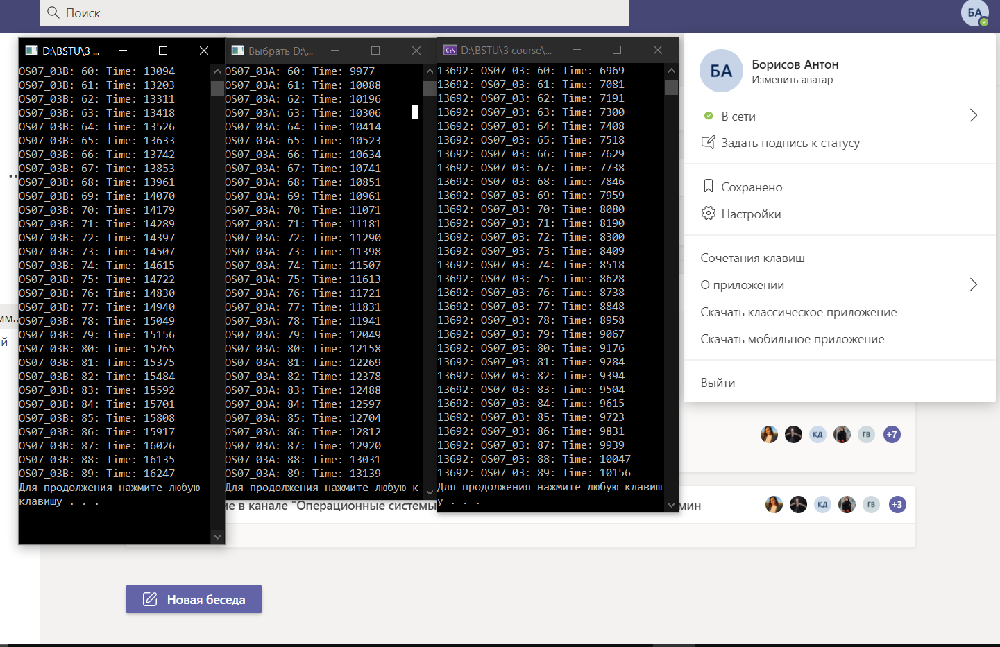 Поиск
БА
D:\BSTU\3 ...
OS07_03B: 60: Time: 13094
OS07_03B: 61: Time: 13203
OS07_03B: 62: Time: 13311
OS07_03B: 63: Time: 13418
OS07_03B: 64: Time: 13526
OS07_03B: 65: Time: 13633
OS07_03B: 66: Time: 13742
OS07_03B: 67: Time: 13853
OS07_03B: 68: Time: 13961
OS07_03B: 69: Time: 14070
OS07_03B: 70: Time: 14179
OS07_03B: 71: Time: 14289
OS07_03B: 72: Time: 14397
OS07_03B: 73: Time: 14507
OS07_03B: 74: Time: 14615
OS07_03B: 75: Time: 14722
OS07_03B: 76: Time: 14830
OS07_03B: 77: Time: 14940
OS07_03B: 78: Time: 15049
OS07_03B: 79: Time: 15156
OS07_03B: 80: Time: 15265
OS07_03B: 81: Time: 15375
OS07_03B: 82: Time: 15484
OS07_03B: 83: Time: 15592
OS07_03B: 84: Time: 15701
OS07_03B: 85: Time: 15808
OS07_03B: 86: Time: 15917
OS07_03B: 87: Time: 16026
OS07_03B: 88: Time: 16135
OS07_03B: 89: Time: 16247
Для продолжения нажмите любую
клавишу . . .
Выбрать D:\...
OS07_03A: 60: Time: 9977
OS07_03A: 61: Time: 10088
OS07_03A: 62: Time: 10196
OS07_03A: 63: Time: 10306
OS07_03A: 64: Time: 10414
OS07_03A: 65: Time: 10523
OS07_03A: 66: Time: 10634
OS07_03A: 67: Time: 10741
OS07_03A: 68: Time: 10851
OS07_03A: 69: Time: 10961
OS07_03A: 70: Time: 11071
OS07_03A: 71: Time: 11181
OS07_03A: 72: Time: 11290
OS07_03A: 73: Time: 11398
OS07_03A: 74: Time: 11507
OS07_03A: 75: Time: 11613
OS07_03A: 76: Time: 11721
OS07_03A: 77: Time: 11831
OS07_03A: 78: Time: 11941
OS07_03A: 79: Time: 12049
OS07_03A: 80: Time: 12158
OS07_03A: 81: Time: 12269
OS07_03A: 82: Time: 12378
OS07_03A: 83: Time: 12488
OS07_03A: 84: Time: 12597
OS07_03A: 85: Time: 12704
OS07_03A: 86: Time: 12812
OS07_03A: 87: Time: 12920
OS07_03A: 88: Time: 13031
OS07_03A: 89: Time: 13139
Для продолжения нажмите любую к
D:\BSTU\3 course\...
13692: OS07_03: 60: Time: 6969
13692: OS07_03: 61: Time: 7081
13692: OS07_03: 62: Time: 7191
13692: OS07_03: 63: Time: 7300
13692: OS07_03: 64: Time: 7408
13692: OS07_03: 65: Time: 7518
13692: OS07_03: 66: Time: 7629
13692: OS07_03: 67: Time: 7738
13692: OS07_03: 68: Time: 7846
13692: OS07_03: 69: Time: 7959
13692: OS07_03: 70: Time: 8080
13692: OS07_03: 71: Time: 8190
13692: OS07_03: 72: Time: 8300
13692: OS07_03: 73: Time: 8409
13692: OS07_03: 74: Time: 8518
13692: OS07_03: 75: Time: 8628
13692: OS07_03: 76: Time: 8738
13692: OS07_03: 77: Time: 8848
13692: OS07_03: 78: Time: 8958
13692: OS07_03: 79: Time: 9067
13692: OS07_03: 80: Time: 9176
13692: OS07_03: 81: Time: 9284
13692: OS07_03: 82: Time: 9394
13692: OS07_03: 83: Time: 9504
13692: OS07_03: 84: Time: 9615
13692: OS07_03: 85: Time: 9723
13692: OS07_03: 86: Time: 9831
13692: OS07_03: 87: Time: 9939
13692: OS07_03: 88: Time: 10047
13692: OS07_03: 89: Time: 10156
Для продолжения нажмите любую клавиш
у . . .
БА
Борисов Антон
Изменить аватар
В сети
Задать подпись к статусу
Сохранено
Настройки
Сочетания клавиш
О приложении
Скачать классическое приложение
Скачать мобильное приложение
Выйти
КД ГВ +7
ие в канале "Операционные системы мин
КД ГВ +3
мм...
й
Новая беседа